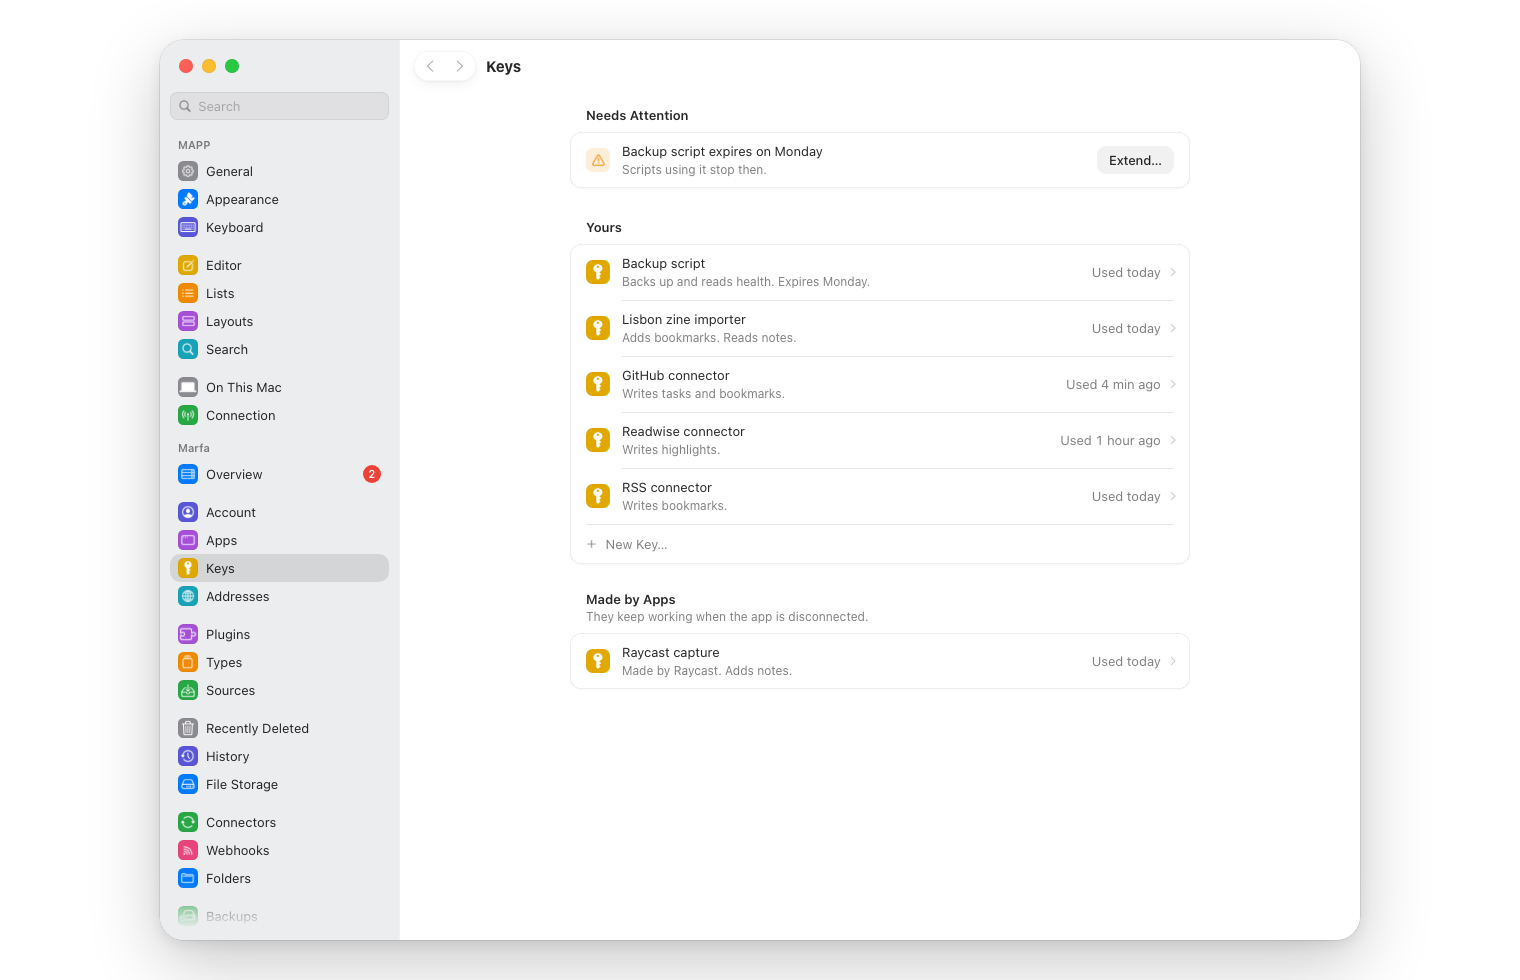 Search
MAPP
General
Appearance
Keyboard
Editor
Lists
Layouts
Search
On This Mac
Connection
Marfa
Overview
2
Account
Apps
Keys
Addresses
Plugins
Types
Sources
Recently Deleted
History
File Storage
Connectors
Webhooks
Folders
Backups
Keys
Needs Attention
Backup script expires on Monday
Scripts using it stop then.
Extend...
Yours
Backup script
Backs up and reads health. Expires Monday.
Used today
Lisbon zine importer
Adds bookmarks. Reads notes.
Used today
GitHub connector
Writes tasks and bookmarks.
Used 4 min ago
Readwise connector
Writes highlights.
Used 1 hour ago
RSS connector
Writes bookmarks.
Used today
New Key...
Made by Apps
They keep working when the app is disconnected.
Raycast capture
Made by Raycast. Adds notes.
Used today